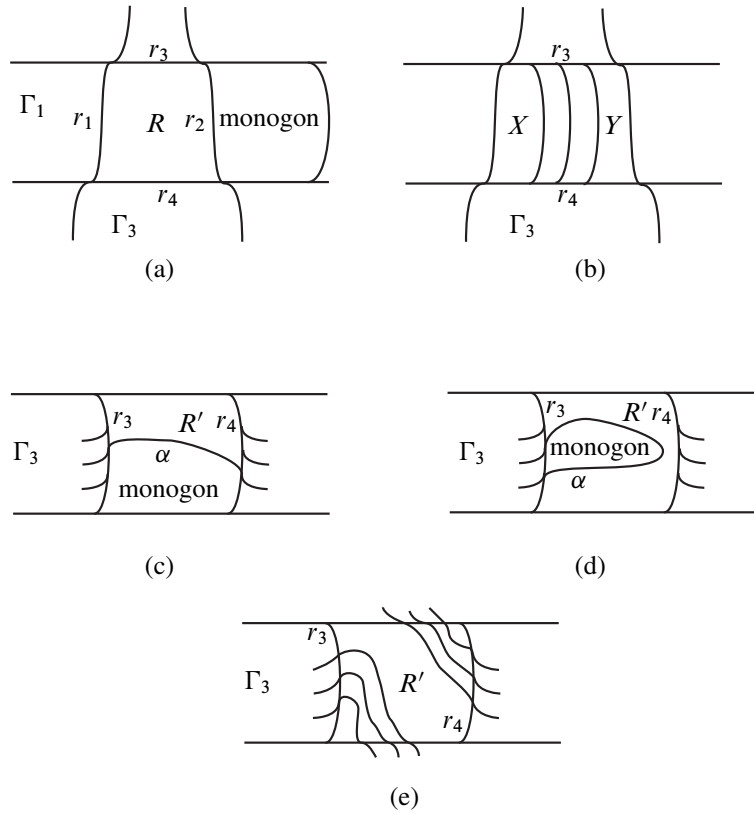 r₃ r₃
Γ₁ r₁ R r₂ monogon X Y
r₄ r₄
Γ₃ Γ₃
(a) (b)
r₃ R′ r₄ r₃ R′ r₄
Γ₃ α Γ₃ monogon
monogon α
(c) (d)
r₃
Γ₃ R′
r₄
(e)